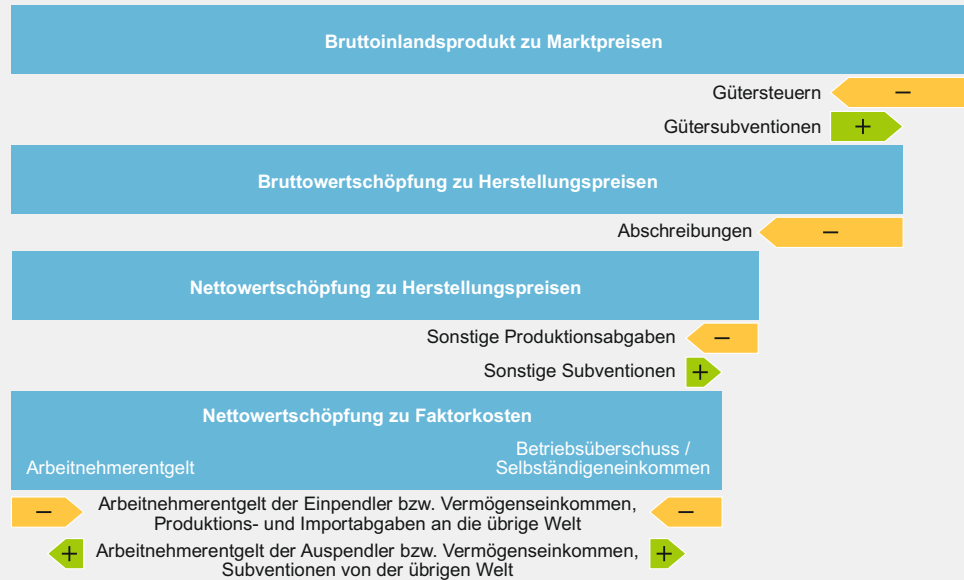 Bruttoinlandsprodukt zu Marktpreisen
Gütersteuern −
Gütersubventionen +
Bruttowertschöpfung zu Herstellungspreisen
Abschreibungen −
Nettowertschöpfung zu Herstellungspreisen
Sonstige Produktionsabgaben −
Sonstige Subventionen +
Nettowertschöpfung zu Faktorkosten
Betriebsüberschuss /
Arbeitnehmerentgelt Selbständigeneinkommen
− Arbeitnehmerentgelt der Einpendler bzw. Vermögenseinkommen, −
Produktions- und Importabgaben an die übrige Welt
+ Arbeitnehmerentgelt der Auspendler bzw. Vermögenseinkommen, +
Subventionen von der übrigen Welt